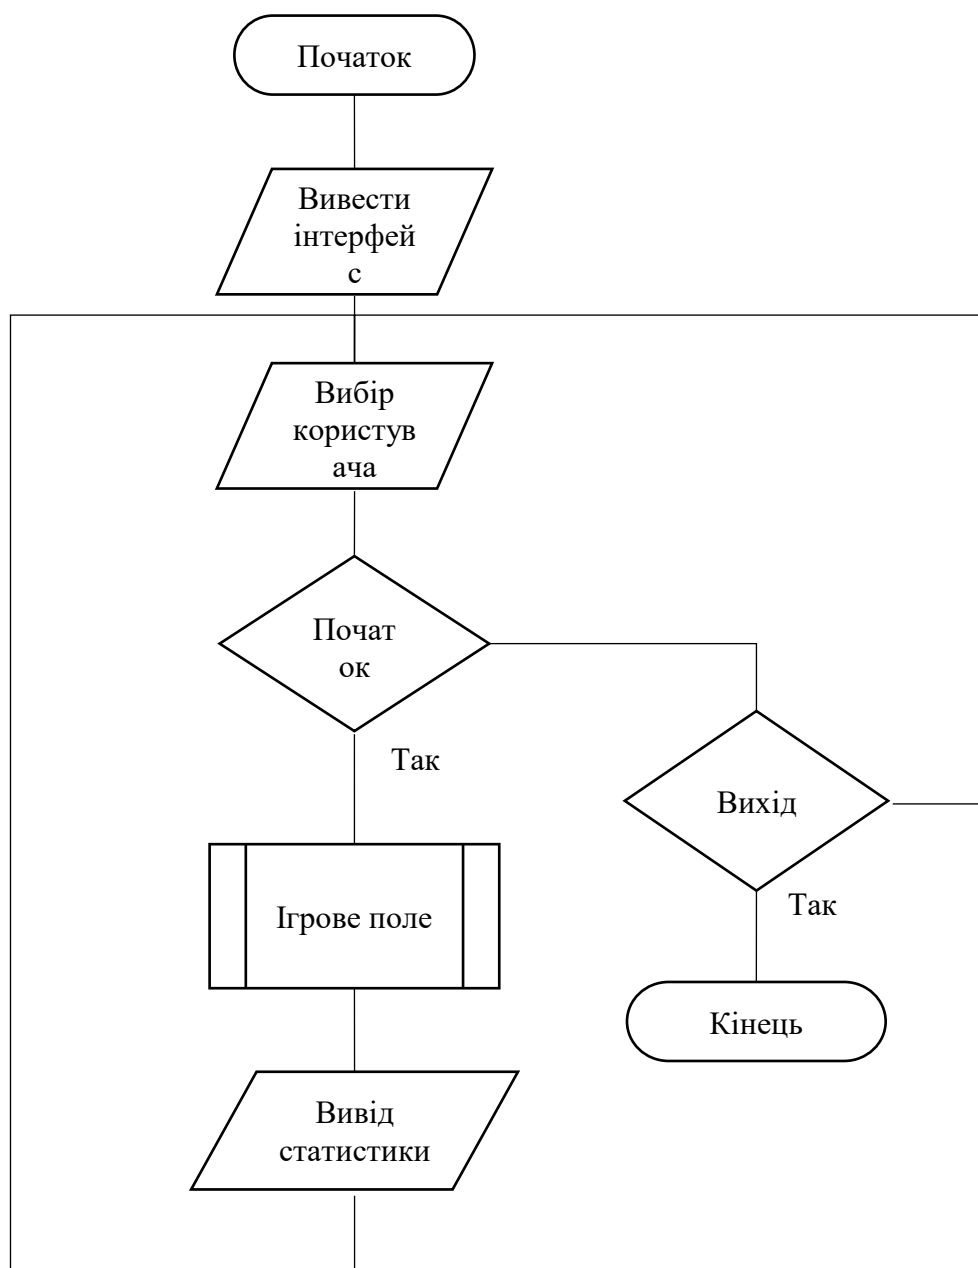 Початок
Вивести
інтерфей
с
Вибір
користув
ача
Почат
ок
Так
Вихід
Так
Ігрове поле
Кінець
Вивід
статистики